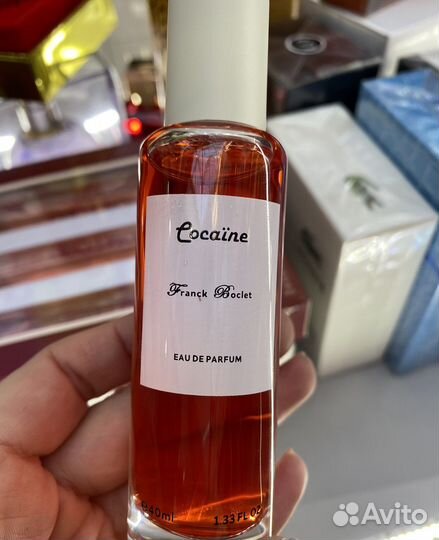 Cocaïne
Franck Boclet
EAU DE PARFUM
℮40ml 1.33 FL OZ
Avito